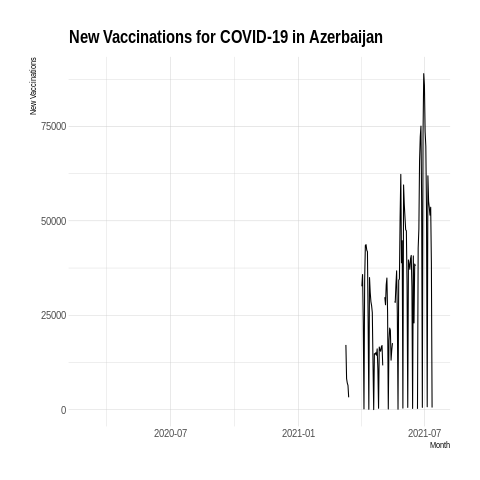 New Vaccinations for COVID-19 in Azerbaijan
New Vaccinations
75000
50000
25000
0
2020-07 2021-01 2021-07
Month